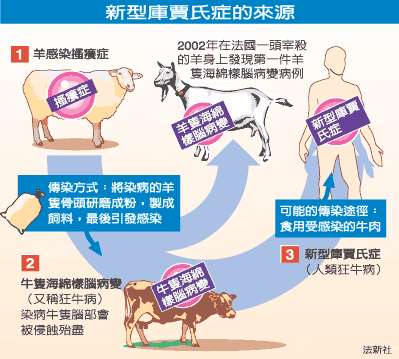 新型庫賈氏症的來源
1 羊感染搔癢症
搔癢症
2002年在法國一頭宰殺
的羊身上發現第一件羊
隻海綿樣腦病變病例
羊隻海綿
樣腦病變
新型庫賈
氏症
傳染方式：將染病的羊
隻骨頭研磨成粉，製成
飼料，最後引發感染
可能的傳染途徑：
食用受感染的牛肉
2
牛隻海綿樣腦病變
（又稱狂牛病）
染病牛隻腦部會
被侵蝕殆盡
牛隻海綿
樣腦病變
3 新型庫賈氏症
（人類狂牛病）
法新社